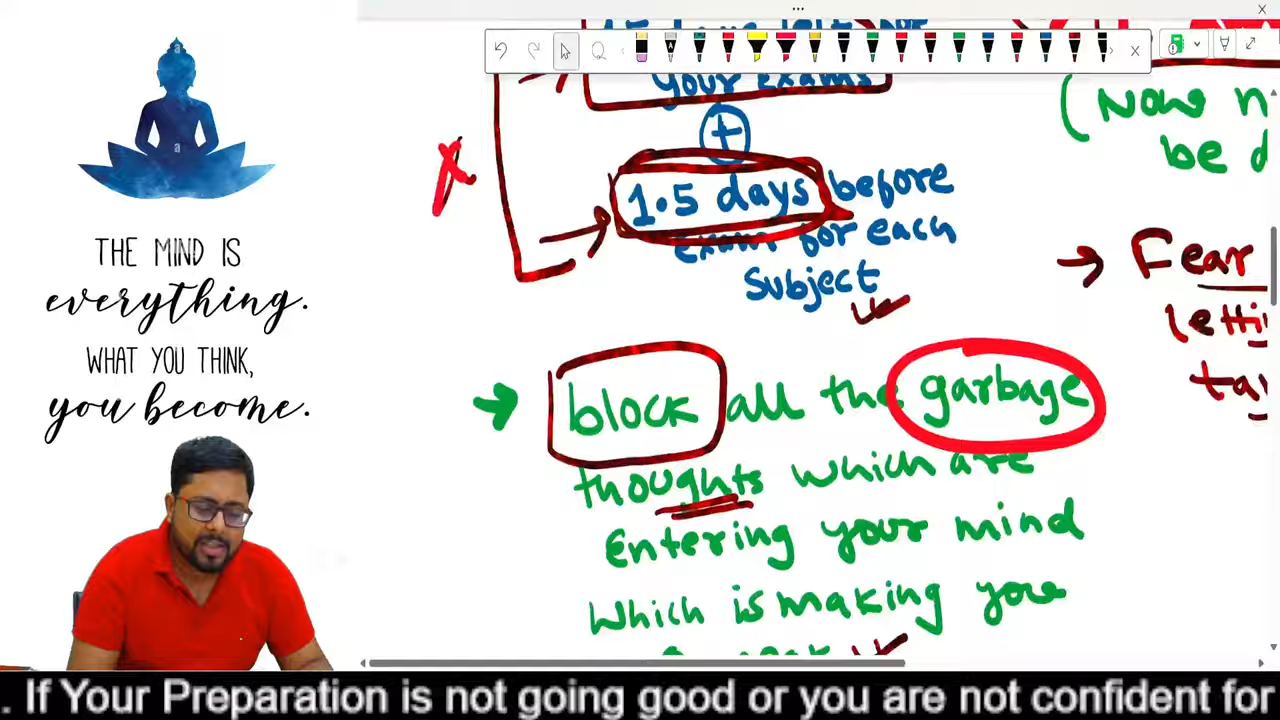 THE MIND IS
everything.
WHAT YOU THINK,
you become.
your exams
+
1.5 days before
exam for each
subject
block all the garbage
thoughts which are
Entering your mind
which is making you
(Now
be
→ Fear
. If Your Preparation is not going good or you are not confident for